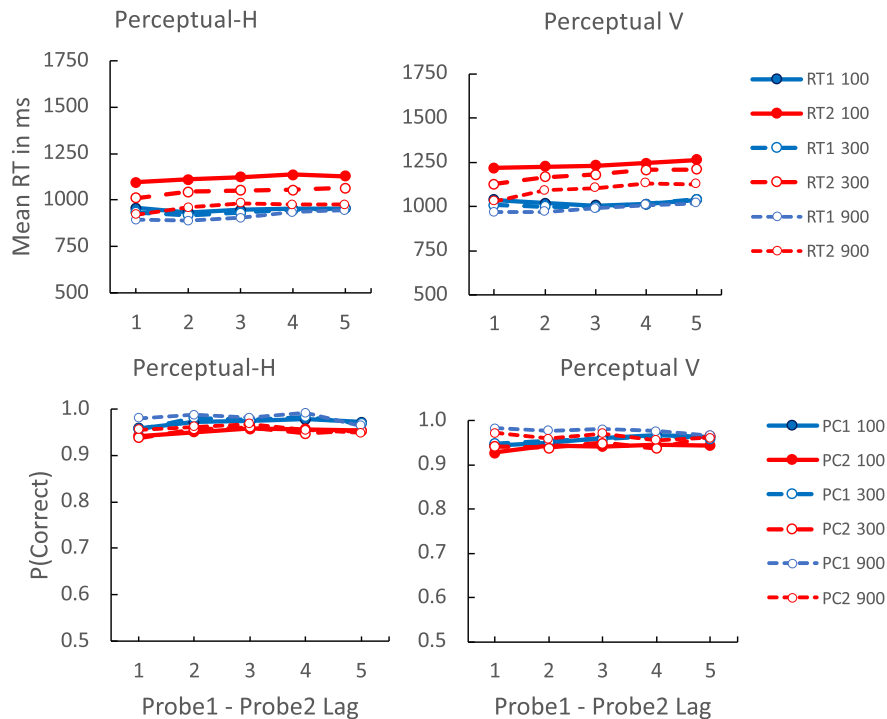 Perceptual-H
Perceptual V
Mean RT in ms
1750
1500
1250
1000
750
500
1 2 3 4 5
1750
1500
1250
1000
750
500
1 2 3 4 5
RT1 100
RT2 100
RT1 300
RT2 300
RT1 900
RT2 900
Perceptual-H
Perceptual V
P(Correct)
1.0
0.9
0.8
0.7
0.6
0.5
1 2 3 4 5
Probe1 - Probe2 Lag
1.0
0.9
0.8
0.7
0.6
0.5
1 2 3 4 5
Probe1 - Probe2 Lag
PC1 100
PC2 100
PC1 300
PC2 300
PC1 900
PC2 900